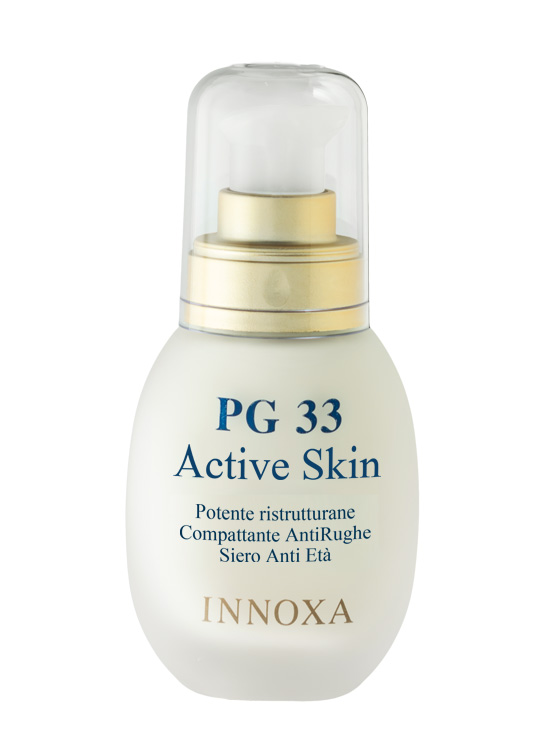 PG 33
Active Skin
Potente ristrutturane
Compattante AntiRughe
Siero Anti Età
INNOXA